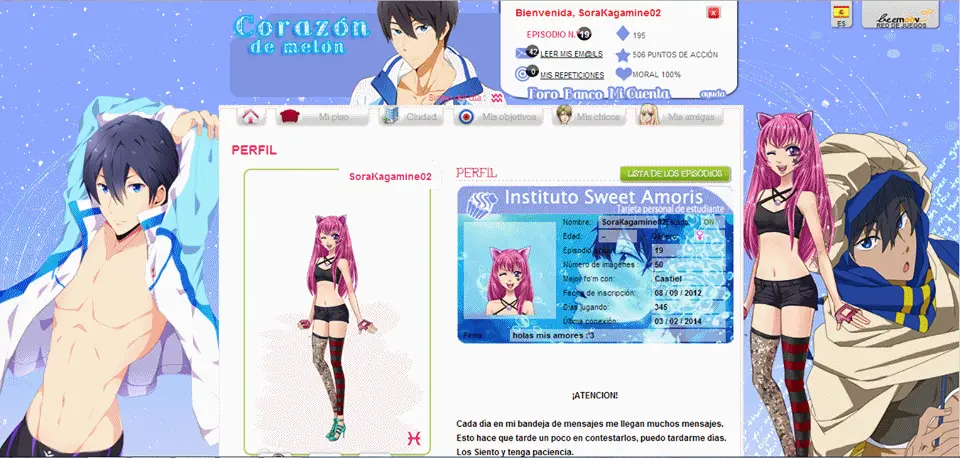 Corazón
de melón
Bienvenida, SoraKagamine02
EPISODIO N.º 19
195
42 LEER MIS EM@ILS
506 PUNTOS DE ACCIÓN
0 MIS REPETICIONES
MORAL 100%
Foro Banco Mi Cuenta
ayuda
ES
beemoov
RED DE JUEGOS
Mi piso
Ciudad
Mis objetivos
Mis chicos
Mis amigas
PERFIL
SoraKagamine02
PERFIL
LISTA DE LOS EPISODIOS
Instituto Sweet Amoris
Tarjeta personal de estudiante
Nombre: SoraKagamine02 ON
Edad: --
Episodio 19
Número de imágenes 50
Mejor fo'm con: Castiel
Fecha de inscripción: 08 / 09 / 2012
Días jugando: 345
Última conexión: 03 / 02 / 2014
Firma: holas mis amores :'3
¡ATENCION!
Cada día en mi bandeja de mensajes me llegan muchos mensajes.
Esto hace que tarde un poco en contestarlos, puedo tardarme dias.
Los Siento y tenga paciencia.